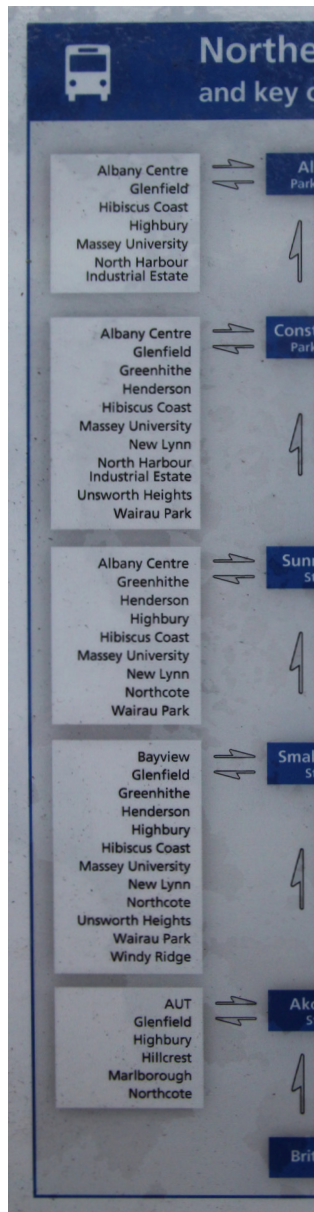 and key
Albany Centre
Glenfield
Hibiscus Coast
Highbury
Massey University
North Harbour
Industrial Estate
Park
Albany Centre
Glenfield
Greenhithe
Henderson
Hibiscus Coast
Massey University
New Lynn
North Harbour
Industrial Estate
Unsworth Heights
Wairau Park
Park
Albany Centre
Greenhithe
Henderson
Highbury
Hibiscus Coast
Massey University
New Lynn
Northcote
Wairau Park
Bayview
Glenfield
Greenhithe
Henderson
Highbury
Hibiscus Coast
Massey University
New Lynn
Northcote
Unsworth Heights
Wairau Park
Windy Ridge
AUT
Glenfield
Highbury
Hillcrest
Marlborough
Northcote